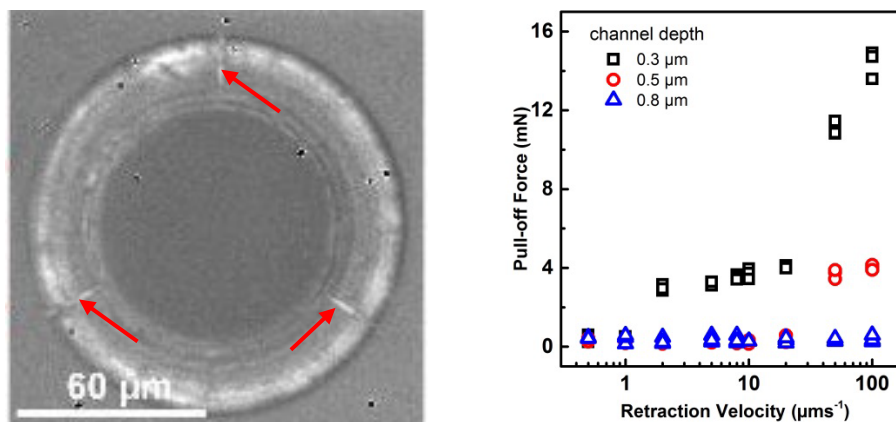 60 µm
channel depth
0.3 µm
0.5 µm
0.8 µm
Pull-off Force (mN)
16
12
8
4
0
1
10
100
Retraction Velocity (µms⁻¹)